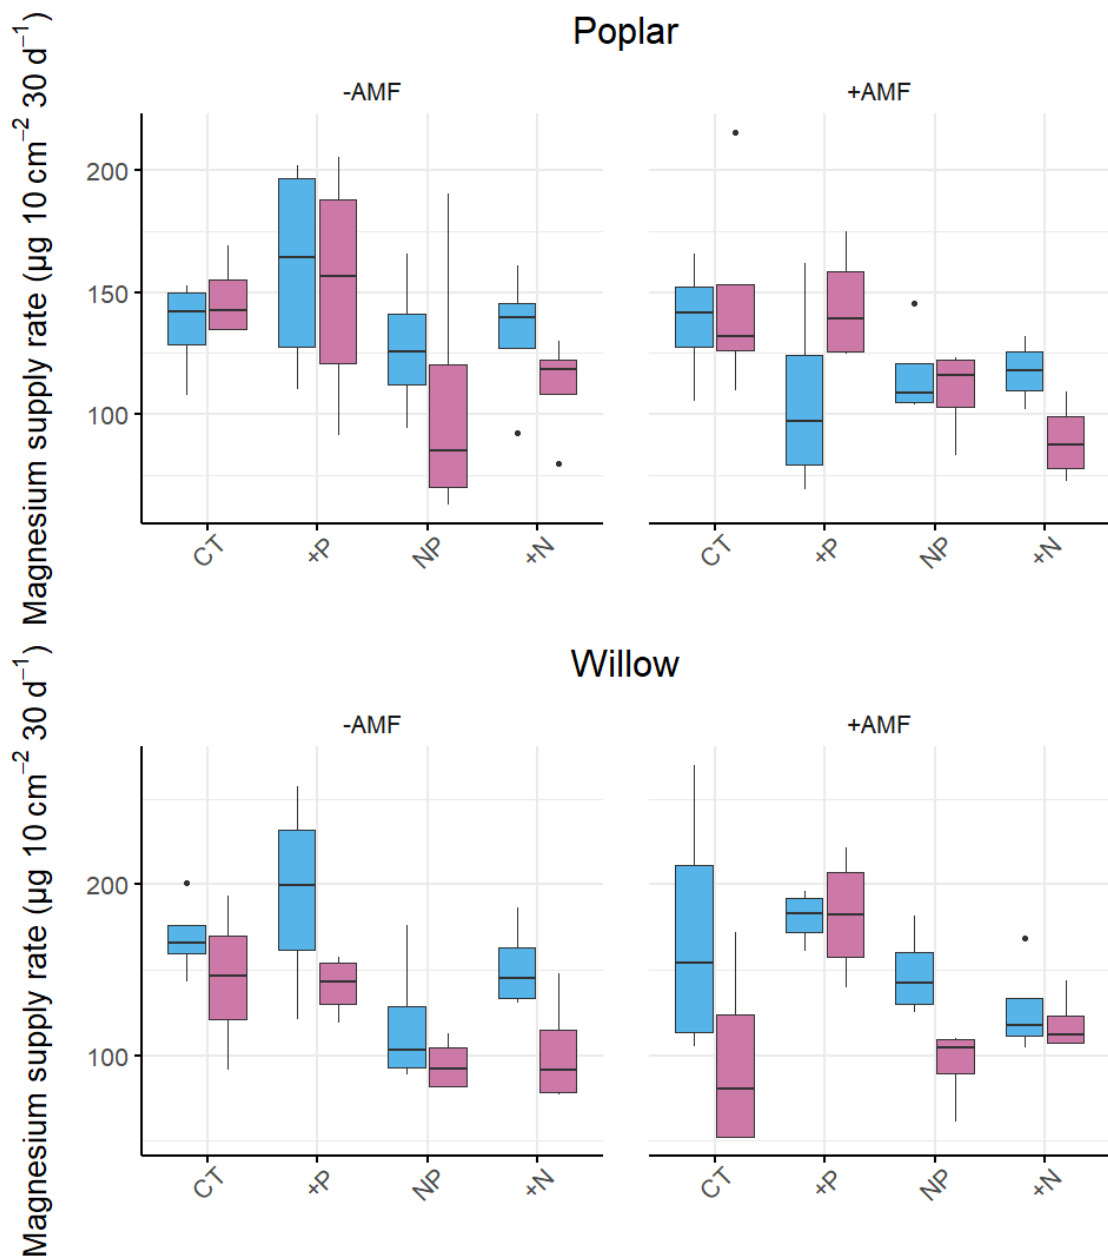 Poplar
-AMF
+AMF
Magnesium supply rate (µg 10 cm⁻² 30 d⁻¹)
200
150
100
CT
+P
NP
+N
CT
+P
NP
+N
Willow
-AMF
+AMF
Magnesium supply rate (µg 10 cm⁻² 30 d⁻¹)
200
100
CT
+P
NP
+N
CT
+P
NP
+N